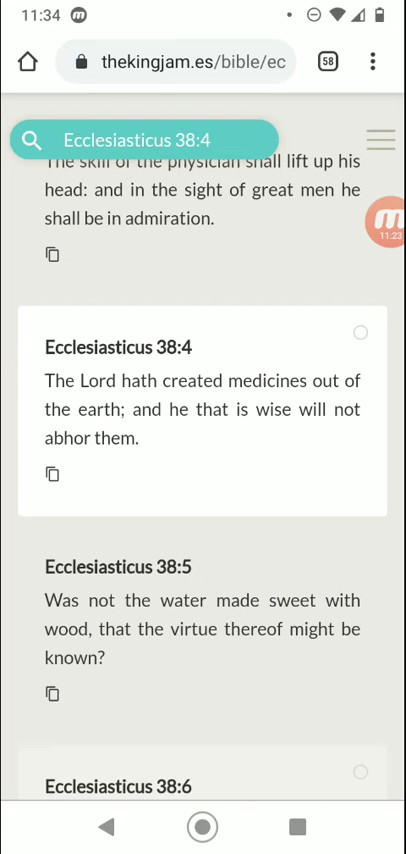 11:34
thekingjam.es/bible/ec
58
Ecclesiasticus 38:4
The skill of the physician shall lift up his
head: and in the sight of great men he
shall be in admiration.
11:23
Ecclesiasticus 38:4
The Lord hath created medicines out of
the earth; and he that is wise will not
abhor them.
Ecclesiasticus 38:5
Was not the water made sweet with
wood, that the virtue thereof might be
known?
Ecclesiasticus 38:6